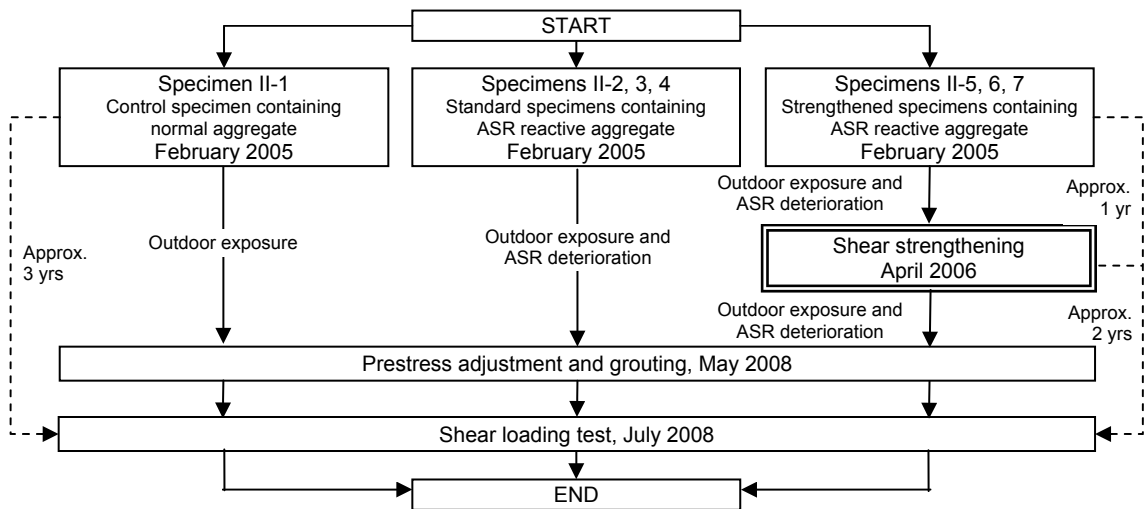 START
Specimen II-1
Control specimen containing
normal aggregate
February 2005
Specimens II-2, 3, 4
Standard specimens containing
ASR reactive aggregate
February 2005
Specimens II-5, 6, 7
Strengthened specimens containing
ASR reactive aggregate
February 2005
Outdoor exposure and
ASR deterioration
Approx.
1 yr
Outdoor exposure
Outdoor exposure and
ASR deterioration
Shear strengthening
April 2006
Approx.
3 yrs
Outdoor exposure and
ASR deterioration
Approx.
2 yrs
Prestress adjustment and grouting, May 2008
Shear loading test, July 2008
END